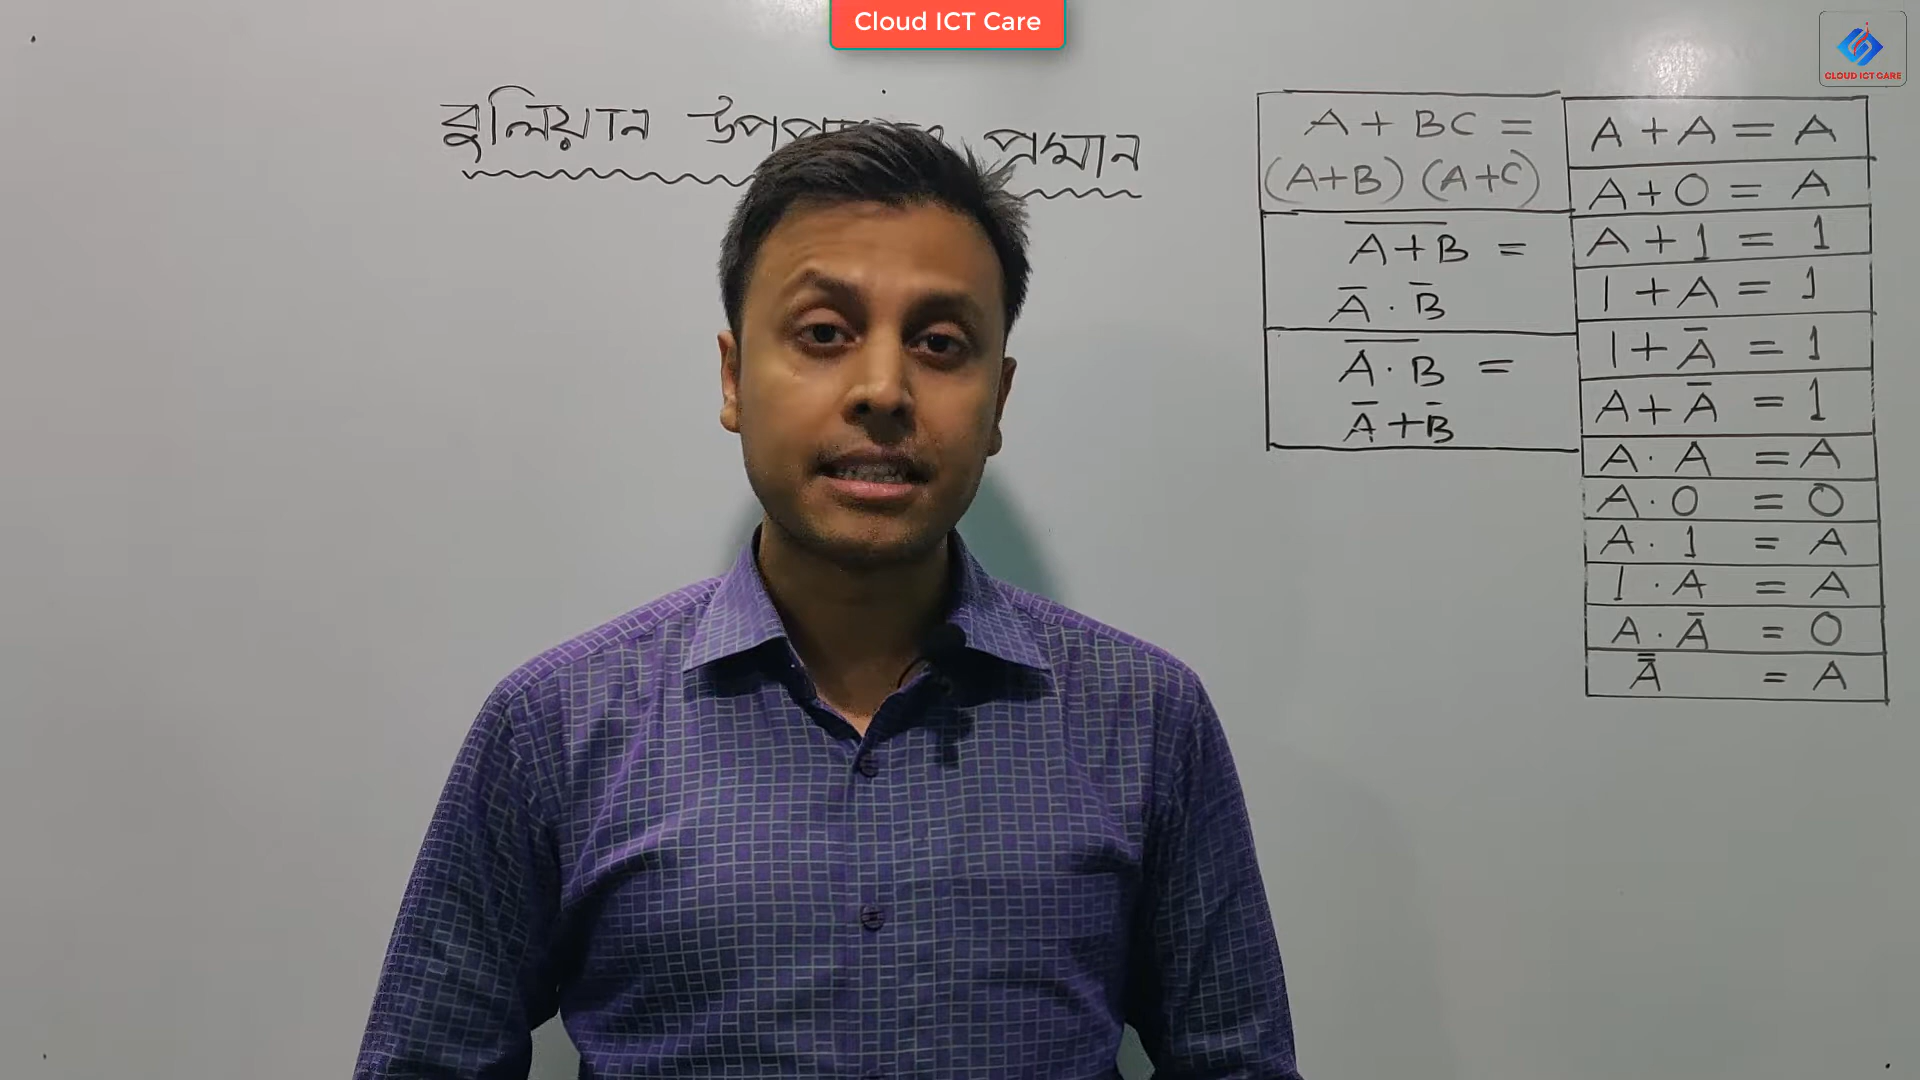 Cloud ICT Care
CLOUD ICT CARE
বুলিয়ান প্রমান
A + BC =
(A+B) (A+C)
A̅+̅B̅ =
A̅ · B̅
A̅·̅B̅ =
A̅ + B̅
A + A = A
A + 0 = A
A + 1 = 1
1 + A = 1
1 + A̅ = 1
A + A̅ = 1
A · A = A
A · 0 = 0
A · 1 = A
1 · A = A
A · A̅ = 0
A̿ = A